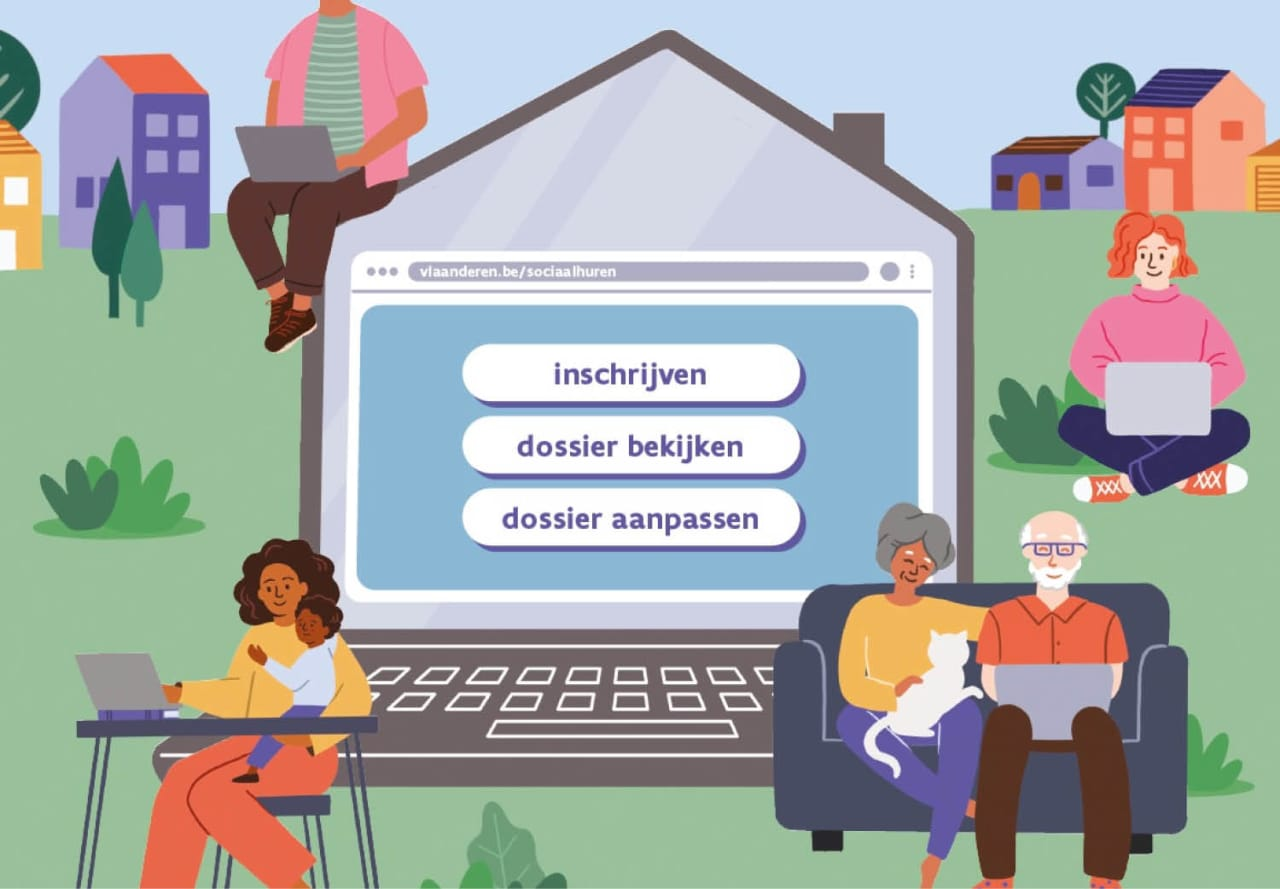 vlaanderen.be/sociaalhuren
inschrijven
dossier bekijken
dossier aanpassen